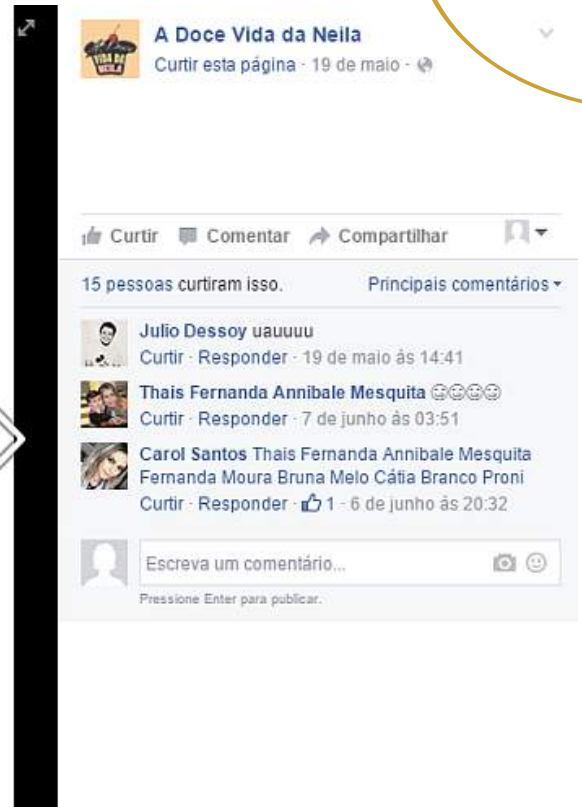 A Doce Vida da Neila
Curtir esta página · 19 de maio ·
VIDA DA
NEILA
Curtir Comentar Compartilhar
15 pessoas curtiram isso. Principais comentários
Julio Dessoy uauuuu
Curtir · Responder · 19 de maio às 14:41
Thais Fernanda Annibale Mesquita 
Curtir · Responder · 7 de junho às 03:51
Carol Santos Thais Fernanda Annibale Mesquita
Fernanda Moura Bruna Melo Cátia Branco Proni
Curtir · Responder · 1 · 6 de junho às 20:32
Escreva um comentário...
Pressione Enter para publicar.